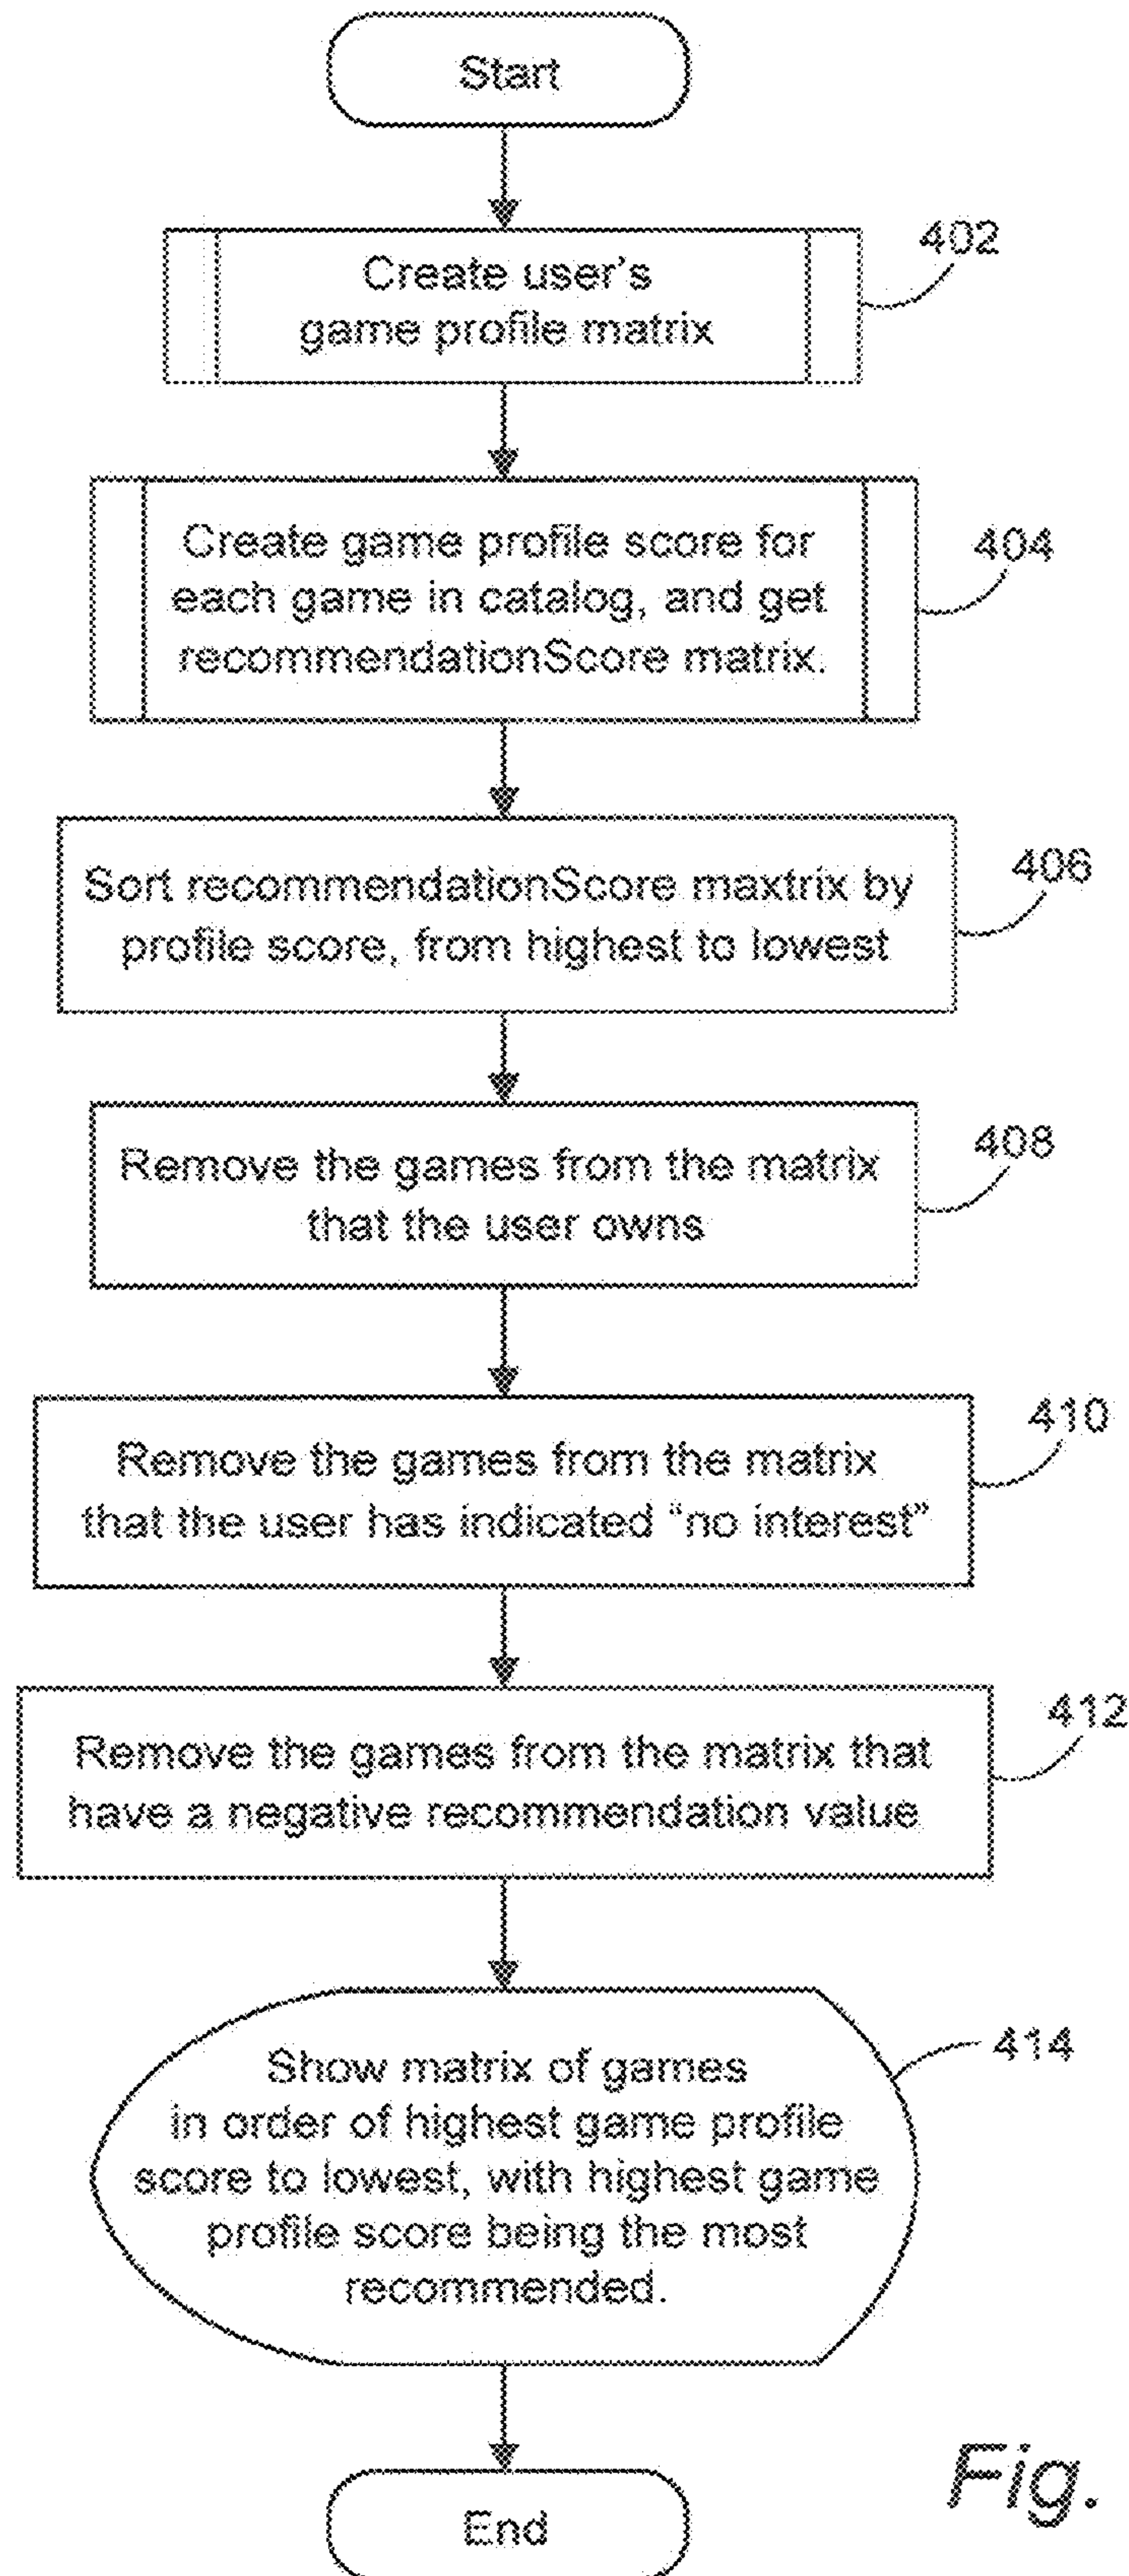 Start
402
Create user's
game profile matrix
404
Create game profile score for
each game in catalog, and get
recommendationScore matrix.
406
Sort recommendationScore maxtrix by
profile score, from highest to lowest
408
Remove the games from the matrix
that the user owns
410
Remove the games from the matrix
that the user has indicated “no interest”
412
Remove the games from the matrix that
have a negative recommendation value
414
Show matrix of games
in order of highest game profile
score to lowest, with highest game
profile score being the most
recommended.
Fig.
End